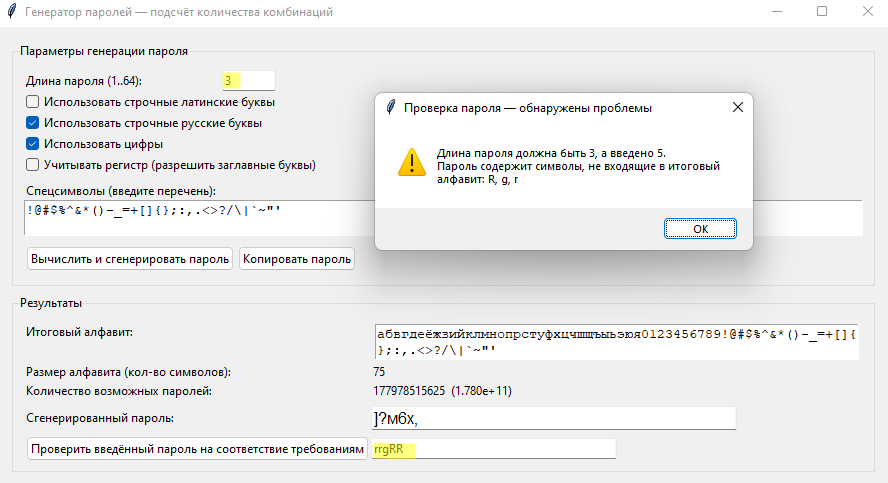 Генератор паролей — подсчёт количества комбинаций
Параметры генерации пароля
Длина пароля (1..64):
3
Использовать строчные латинские буквы
Использовать строчные русские буквы
Использовать цифры
Учитывать регистр (разрешить заглавные буквы)
Спецсимволы (введите перечень):
!@#$%^&*()-_=+[]{};:,.<>?/\|`~"'
Вычислить и сгенерировать пароль
Копировать пароль
Проверка пароля — обнаружены проблемы
Длина пароля должна быть 3, а введено 5.
Пароль содержит символы, не входящие в итоговый
алфавит: R, g, r
OK
Результаты
Итоговый алфавит:
абвгдеёжзийклмнопрстуфхцчшщъыьэюя0123456789!@#$%^&*()-_=+[]{
};:,.<>?/\|`~"'
Размер алфавита (кол-во символов):
75
Количество возможных паролей:
177978515625 (1.780e+11)
Сгенерированный пароль:
]?м6х,
Проверить введённый пароль на соответствие требованиям
rrgRR